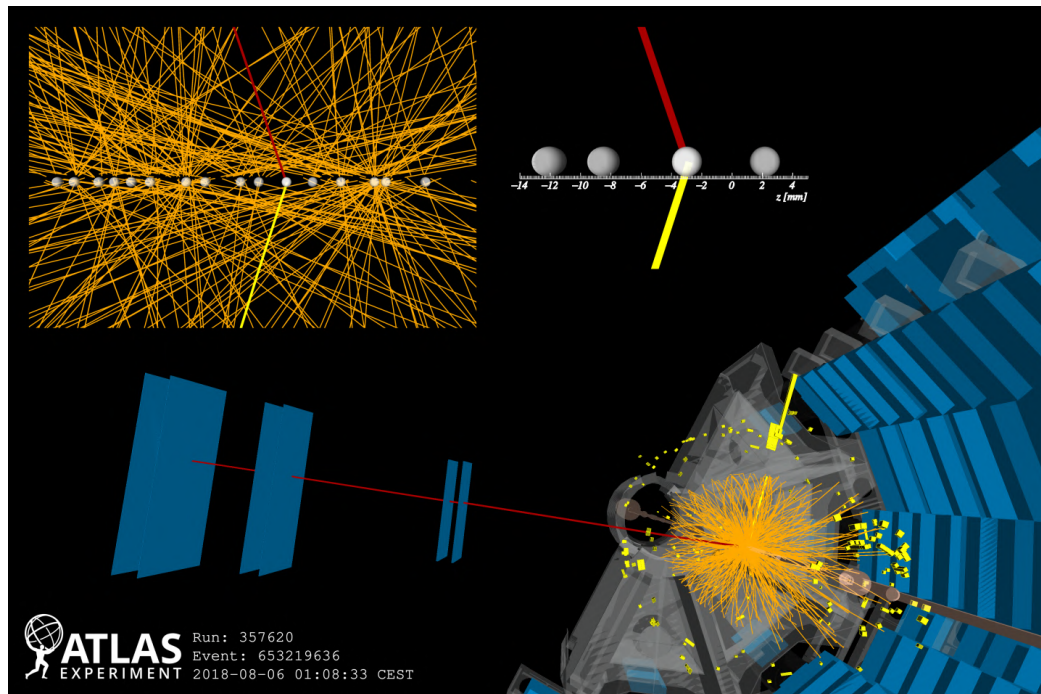 −14 −12 −10 −8 −6 −4 −2 0 2 4
z [mm]
ATLAS
EXPERIMENT
Run: 357620
Event: 653219636
2018-08-06 01:08:33 CEST